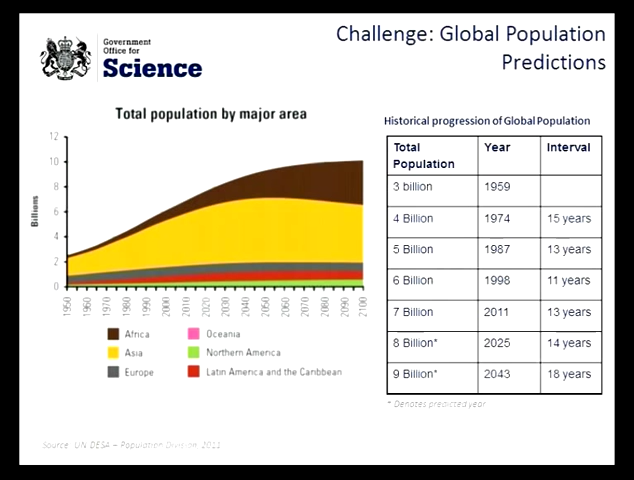 Challenge: Global Population
Predictions
Government
Office for
Science
Total population by major area
Billions
12
10
8
6
4
2
0
1950 1960 1970 1980 1990 2000 2010 2020 2030 2040 2050 2060 2070 2080 2090 2100
Africa
Oceania
Asia
Northern America
Europe
Latin America and the Caribbean
Historical progression of Global Population
Total Population Year Interval
3 billion 1959
4 Billion 1974 15 years
5 Billion 1987 13 years
6 Billion 1998 11 years
7 Billion 2011 13 years
8 Billion* 2025 14 years
9 Billion* 2043 18 years
* Denotes predicted year
Source: UN DESA – Population Division 2011